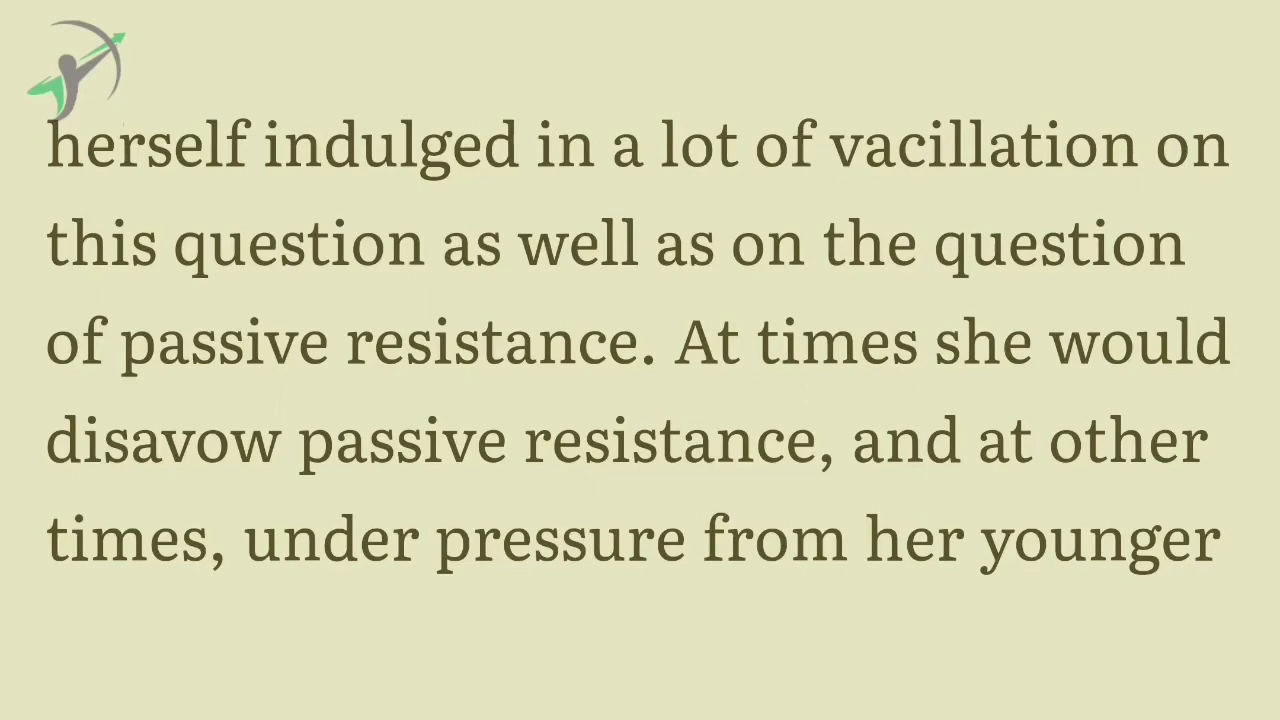 herself indulged in a lot of vacillation on
this question as well as on the question
of passive resistance. At times she would
disavow passive resistance, and at other
times, under pressure from her younger